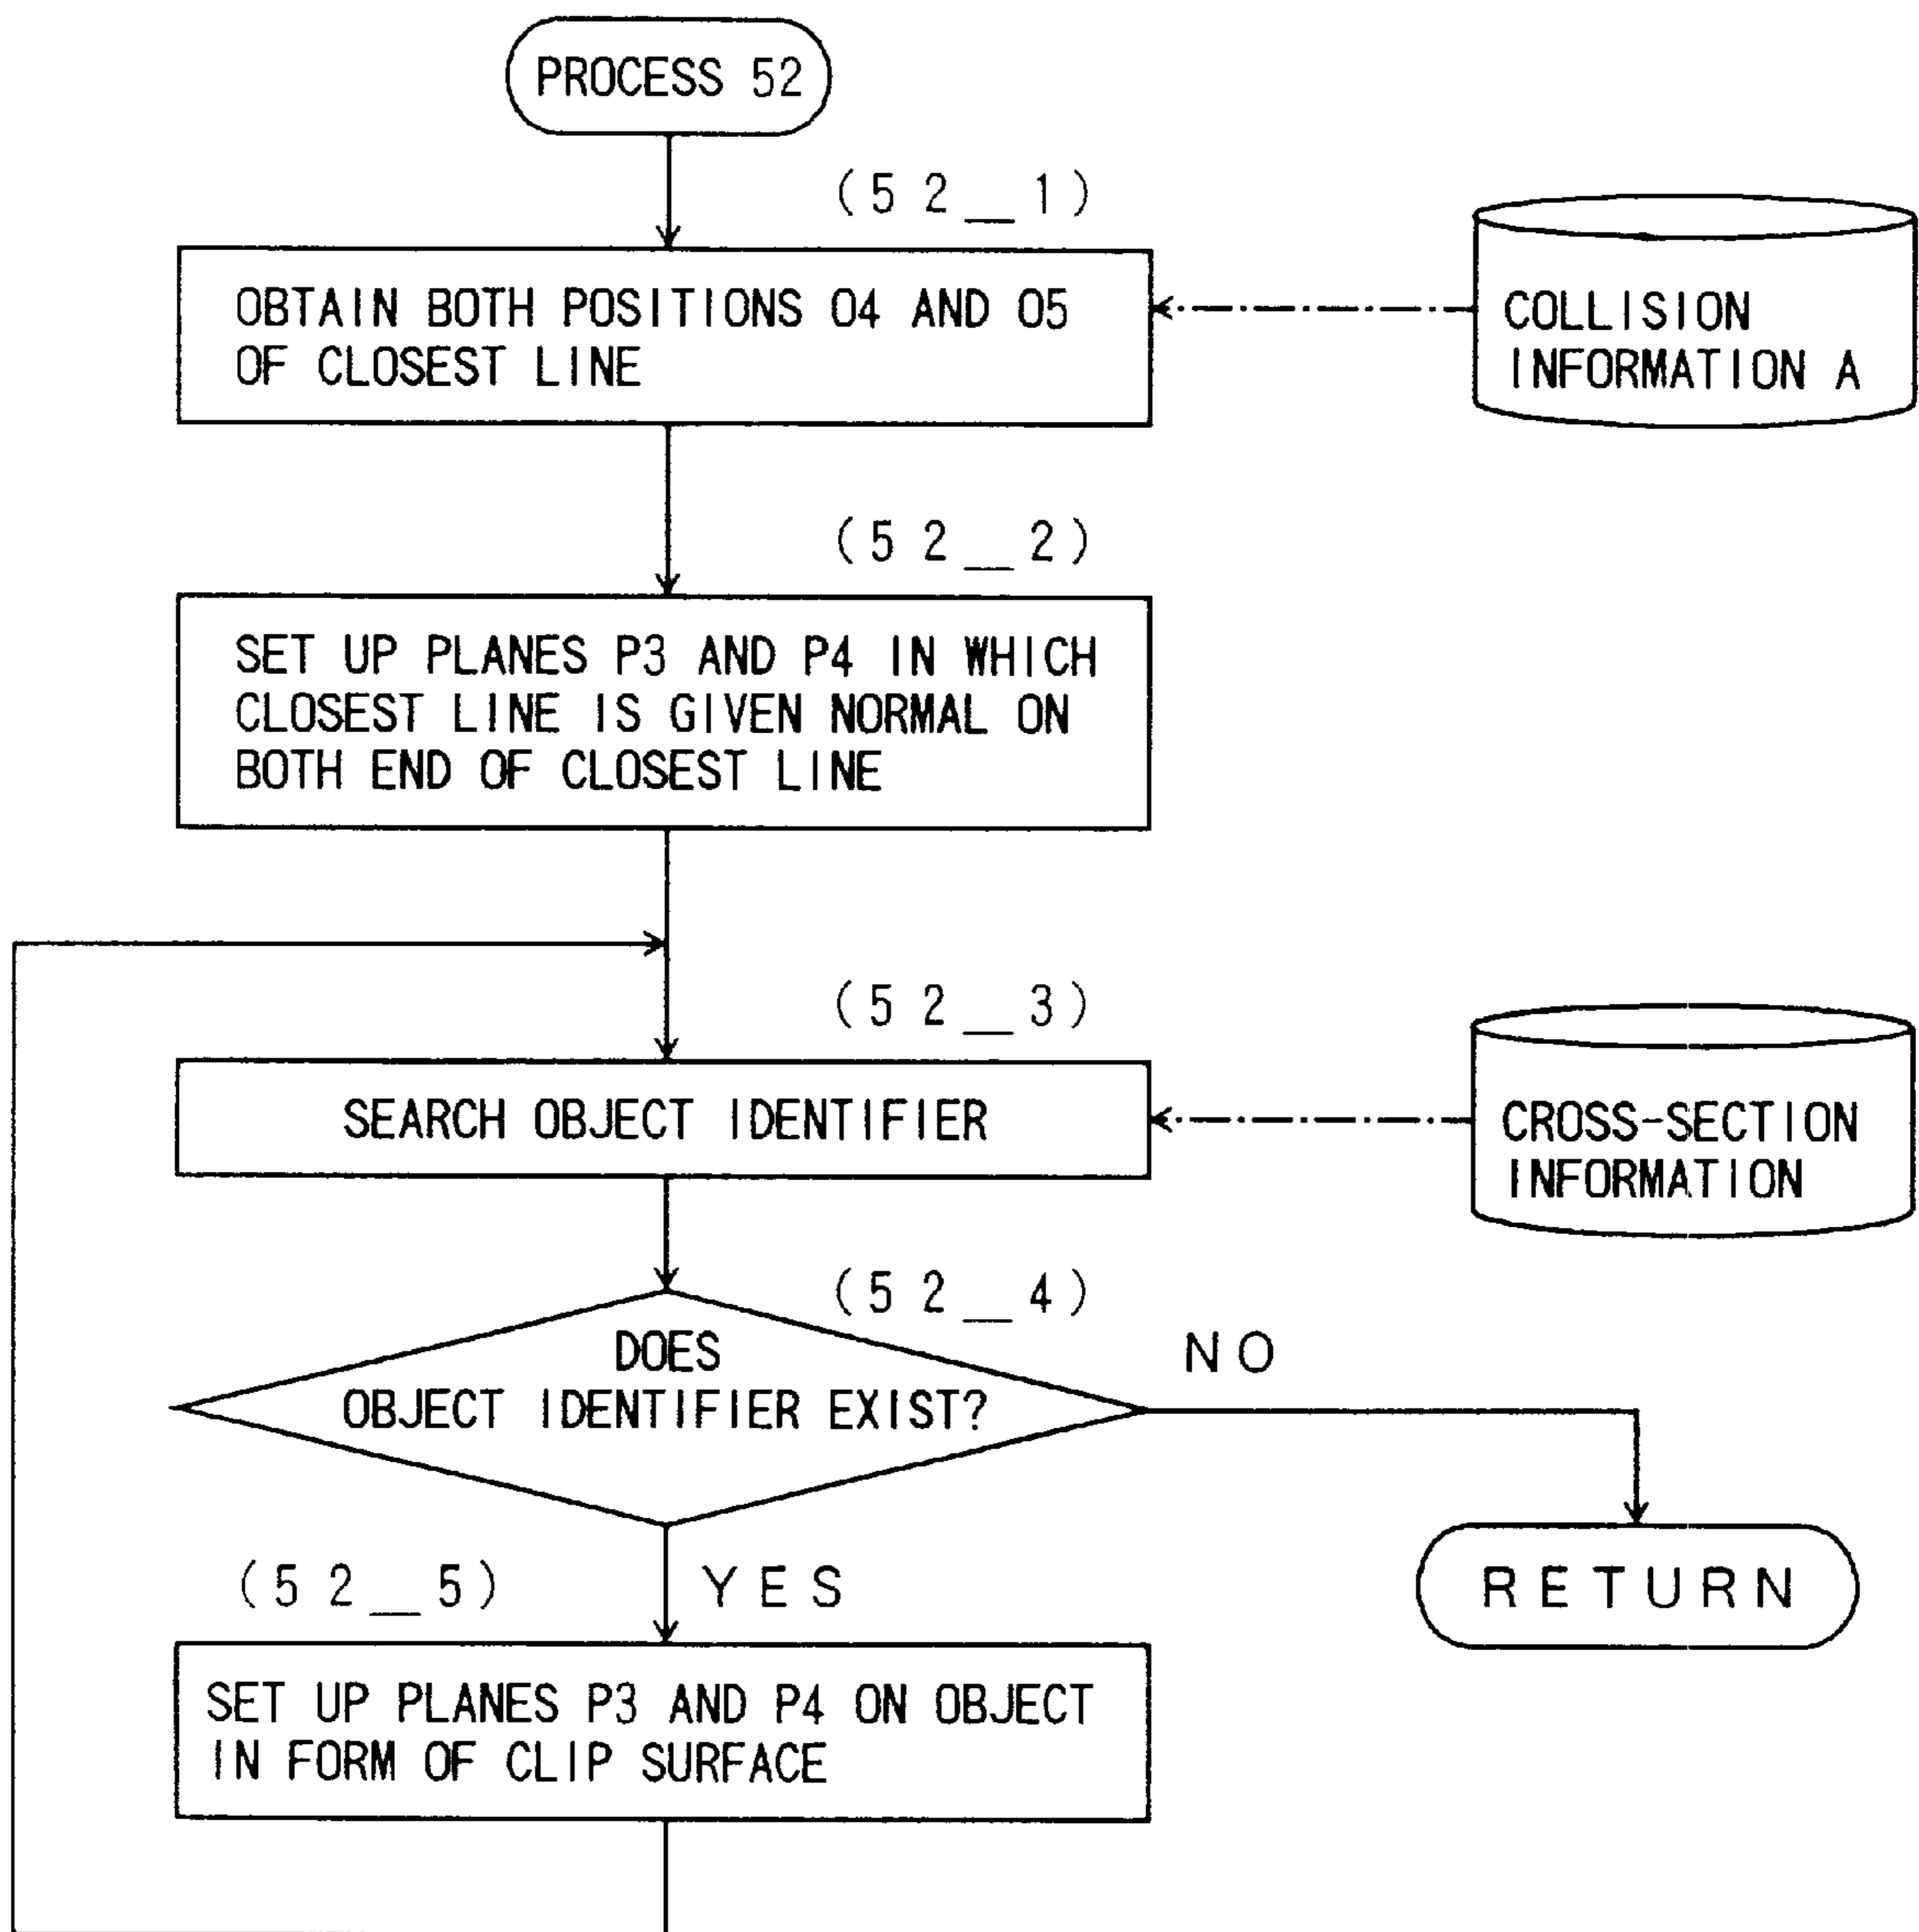 PROCESS 52
(52_1)
OBTAIN BOTH POSITIONS O4 AND O5
OF CLOSEST LINE
COLLISION
INFORMATION A
(52_2)
SET UP PLANES P3 AND P4 IN WHICH
CLOSEST LINE IS GIVEN NORMAL ON
BOTH END OF CLOSEST LINE
(52_3)
SEARCH OBJECT IDENTIFIER
CROSS-SECTION
INFORMATION
(52_4)
DOES
OBJECT IDENTIFIER EXIST?
NO
(52_5)
YES
RETURN
SET UP PLANES P3 AND P4 ON OBJECT
IN FORM OF CLIP SURFACE